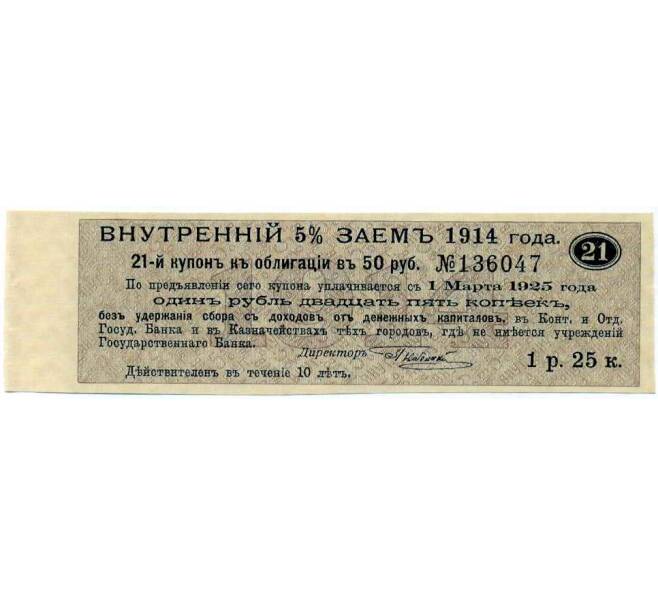 ВНУТРЕННІЙ 5% ЗАЕМЪ 1914 года.
21
21-й купонъ къ облигаціи въ 50 руб. № 136047
По предъявленіи сего купона уплачивается съ 1 Марта 1925 года
одинъ рубль двадцать пять копѣекъ,
безъ удержанія сбора съ доходовъ отъ денежныхъ капиталовъ, въ Конт. и Отд.
Госуд. Банка и въ Казначействахъ тѣхъ городовъ, гдѣ не имѣется учрежденій
Государственнаго Банка.
Директоръ
1 р. 25 к.
Дѣйствителенъ въ теченіе 10 лѣтъ.